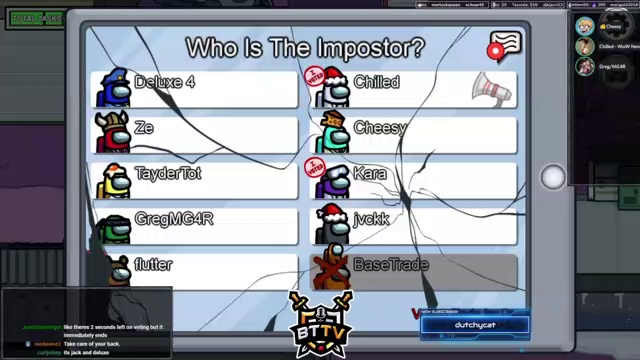 TOTAL TASKS
Who Is The Impostor?
Deluxe 4
I VOTED
Chilled
Ze
Cheesy
TayderTot
I VOTED
Kara
GregMG4R
jvckk
flutter
BaseTrade
Cheesy
Greg/MG4R
like theres 2 seconds left on voting but it
immediately ends
Take care of your back.
its jack and deluxe
BTTV
NEW SUBSCRIBER
dutchycat